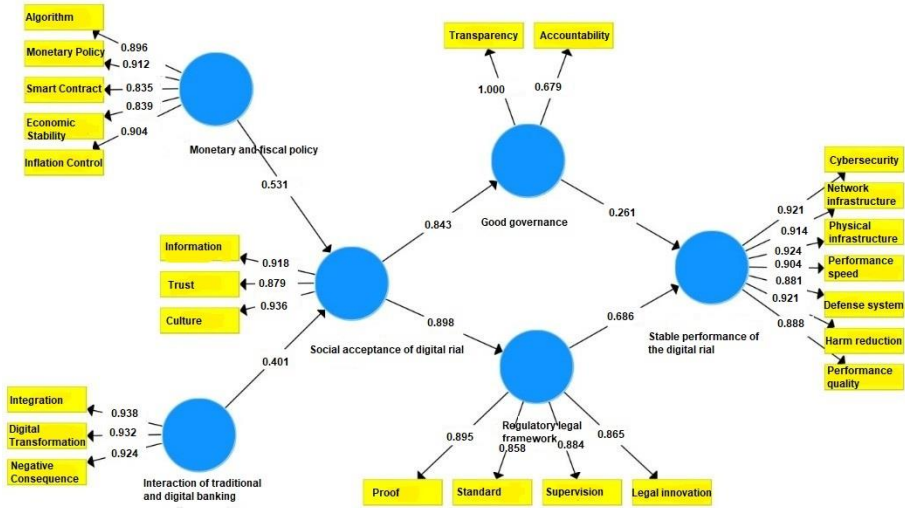 Algorithm
0.896
Monetary Policy
0.912
Smart Contract
0.835
Economic
Stability
0.839
Inflation Control
0.904
Monetary and fiscal policy
0.531
Transparency
Accountability
1.000
0.679
Good governance
0.843
0.261
Information
0.918
Trust
0.879
Culture
0.936
Social acceptance of digital rial
0.898
0.401
Integration
0.938
Digital
Transformation
0.932
Negative
Consequence
0.924
Interaction of traditional
and digital banking
Regulatory legal
framework
0.686
0.895
0.858
0.884
0.865
Proof
Standard
Supervision
Legal innovation
Stable performance of
the digital rial
Cybersecurity
0.921
Network
infrastructure
0.914
Physical
infrastructure
0.924
Performance
speed
0.904
Defense system
0.881
Harm reduction
0.921
Performance
quality
0.888